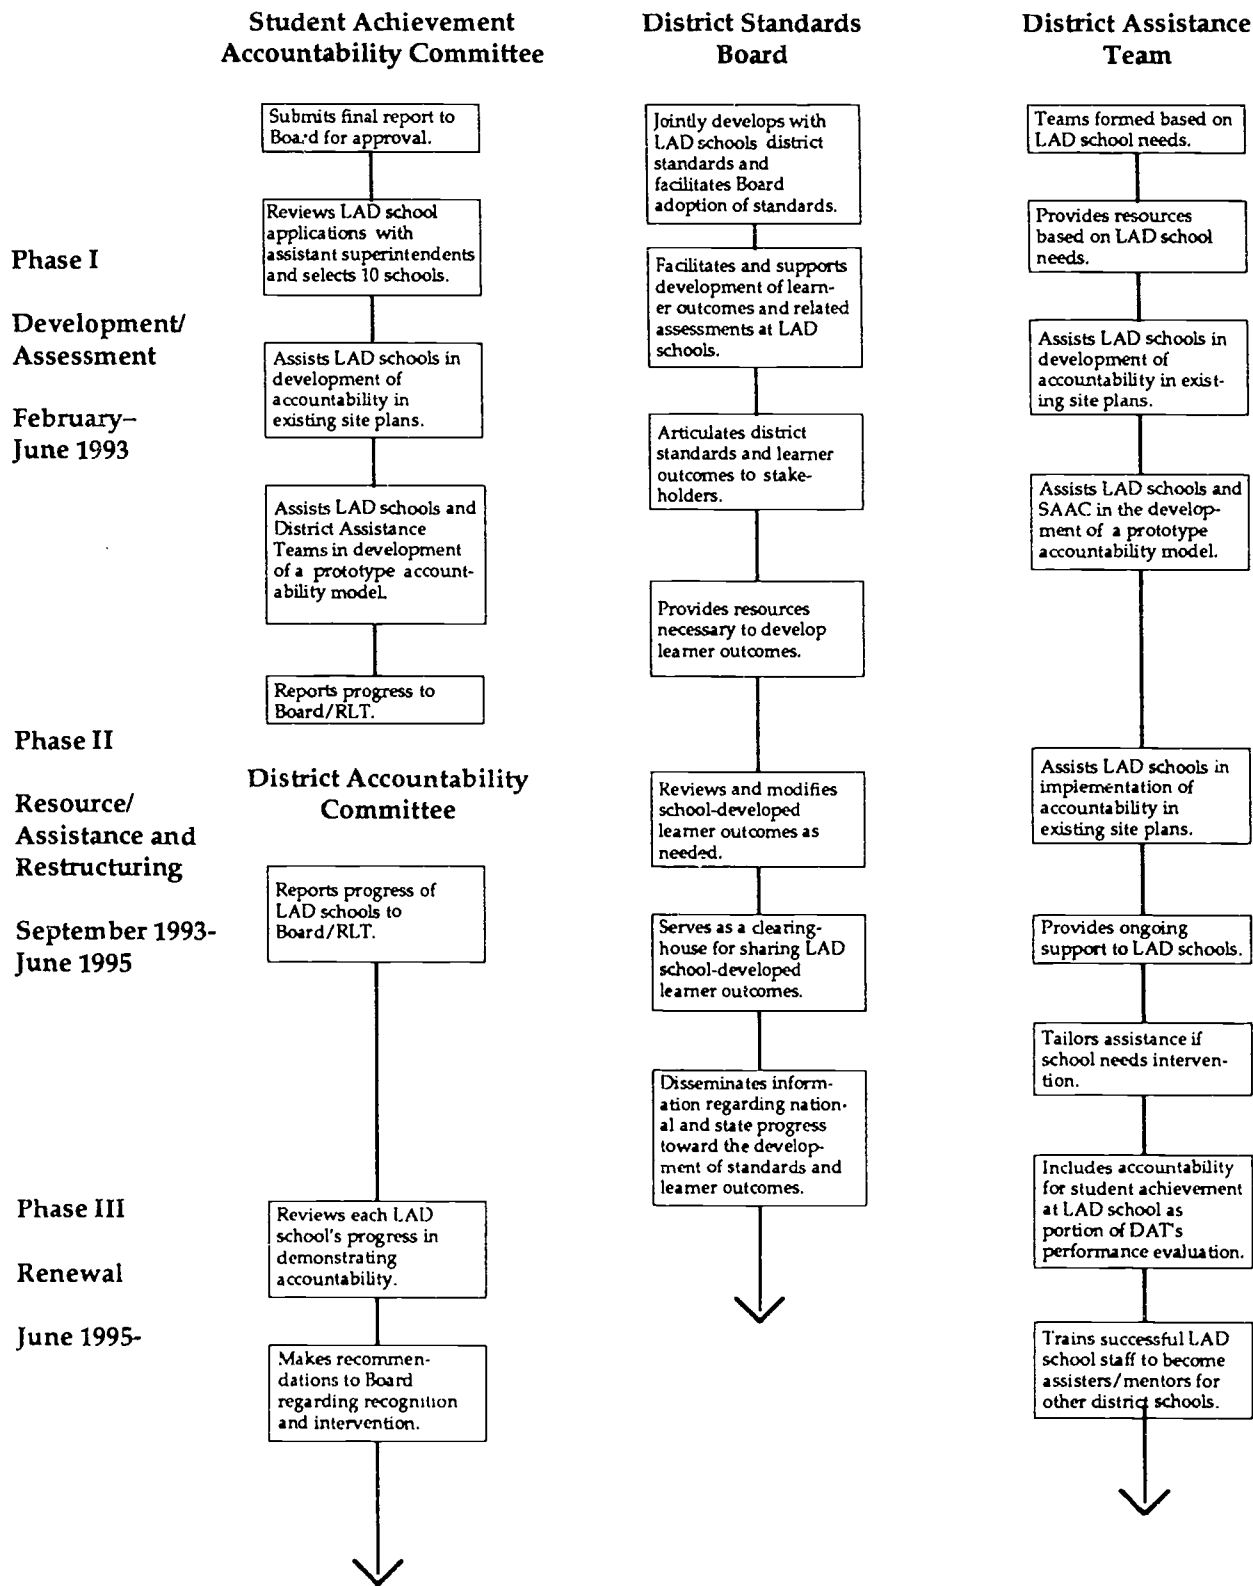 Student Achievement
Accountability Committee
District Standards
Board
District Assistance
Team
Phase I
Development/
Assessment
February–
June 1993
Submits final report to
Board for approval.
Reviews LAD school
applications with
assistant superintendents
and selects 10 schools.
Assists LAD schools in
development of
accountability in
existing site plans.
Assists LAD schools and
District Assistance
Teams in development
of a prototype account-
ability model.
Reports progress to
Board/RLT.
Jointly develops with
LAD schools district
standards and
facilitates Board
adoption of standards.
Facilitates and supports
development of learn-
er outcomes and related
assessments at LAD
schools.
Articulates district
standards and learner
outcomes to stake-
holders.
Provides resources
necessary to develop
learner outcomes.
Teams formed based on
LAD school needs.
Provides resources
based on LAD school
needs.
Assists LAD schools in
development of
accountability in exist-
ing site plans.
Assists LAD schools and
SAAC in the develop-
ment of a prototype
accountability model.
Phase II
Resource/
Assistance and
Restructuring
September 1993-
June 1995
District Accountability
Committee
Reports progress of
LAD schools to
Board/RLT.
Reviews and modifies
school-developed
learner outcomes as
needed.
Serves as a clearing-
house for sharing LAD
school-developed
learner outcomes.
Disseminates inform-
ation regarding nation-
al and state progress
toward the develop-
ment of standards and
learner outcomes.
Assists LAD schools in
implementation of
accountability in
existing site plans.
Provides ongoing
support to LAD schools.
Tailors assistance if
school needs interven-
tion.
Includes accountability
for student achievement
at LAD school as
portion of DAT's
performance evaluation.
Phase III
Renewal
June 1995-
Reviews each LAD
school's progress in
demonstrating
accountability.
Makes recommen-
dations to Board
regarding recognition
and intervention.
Trains successful LAD
school staff to become
assisters/mentors for
other district schools.